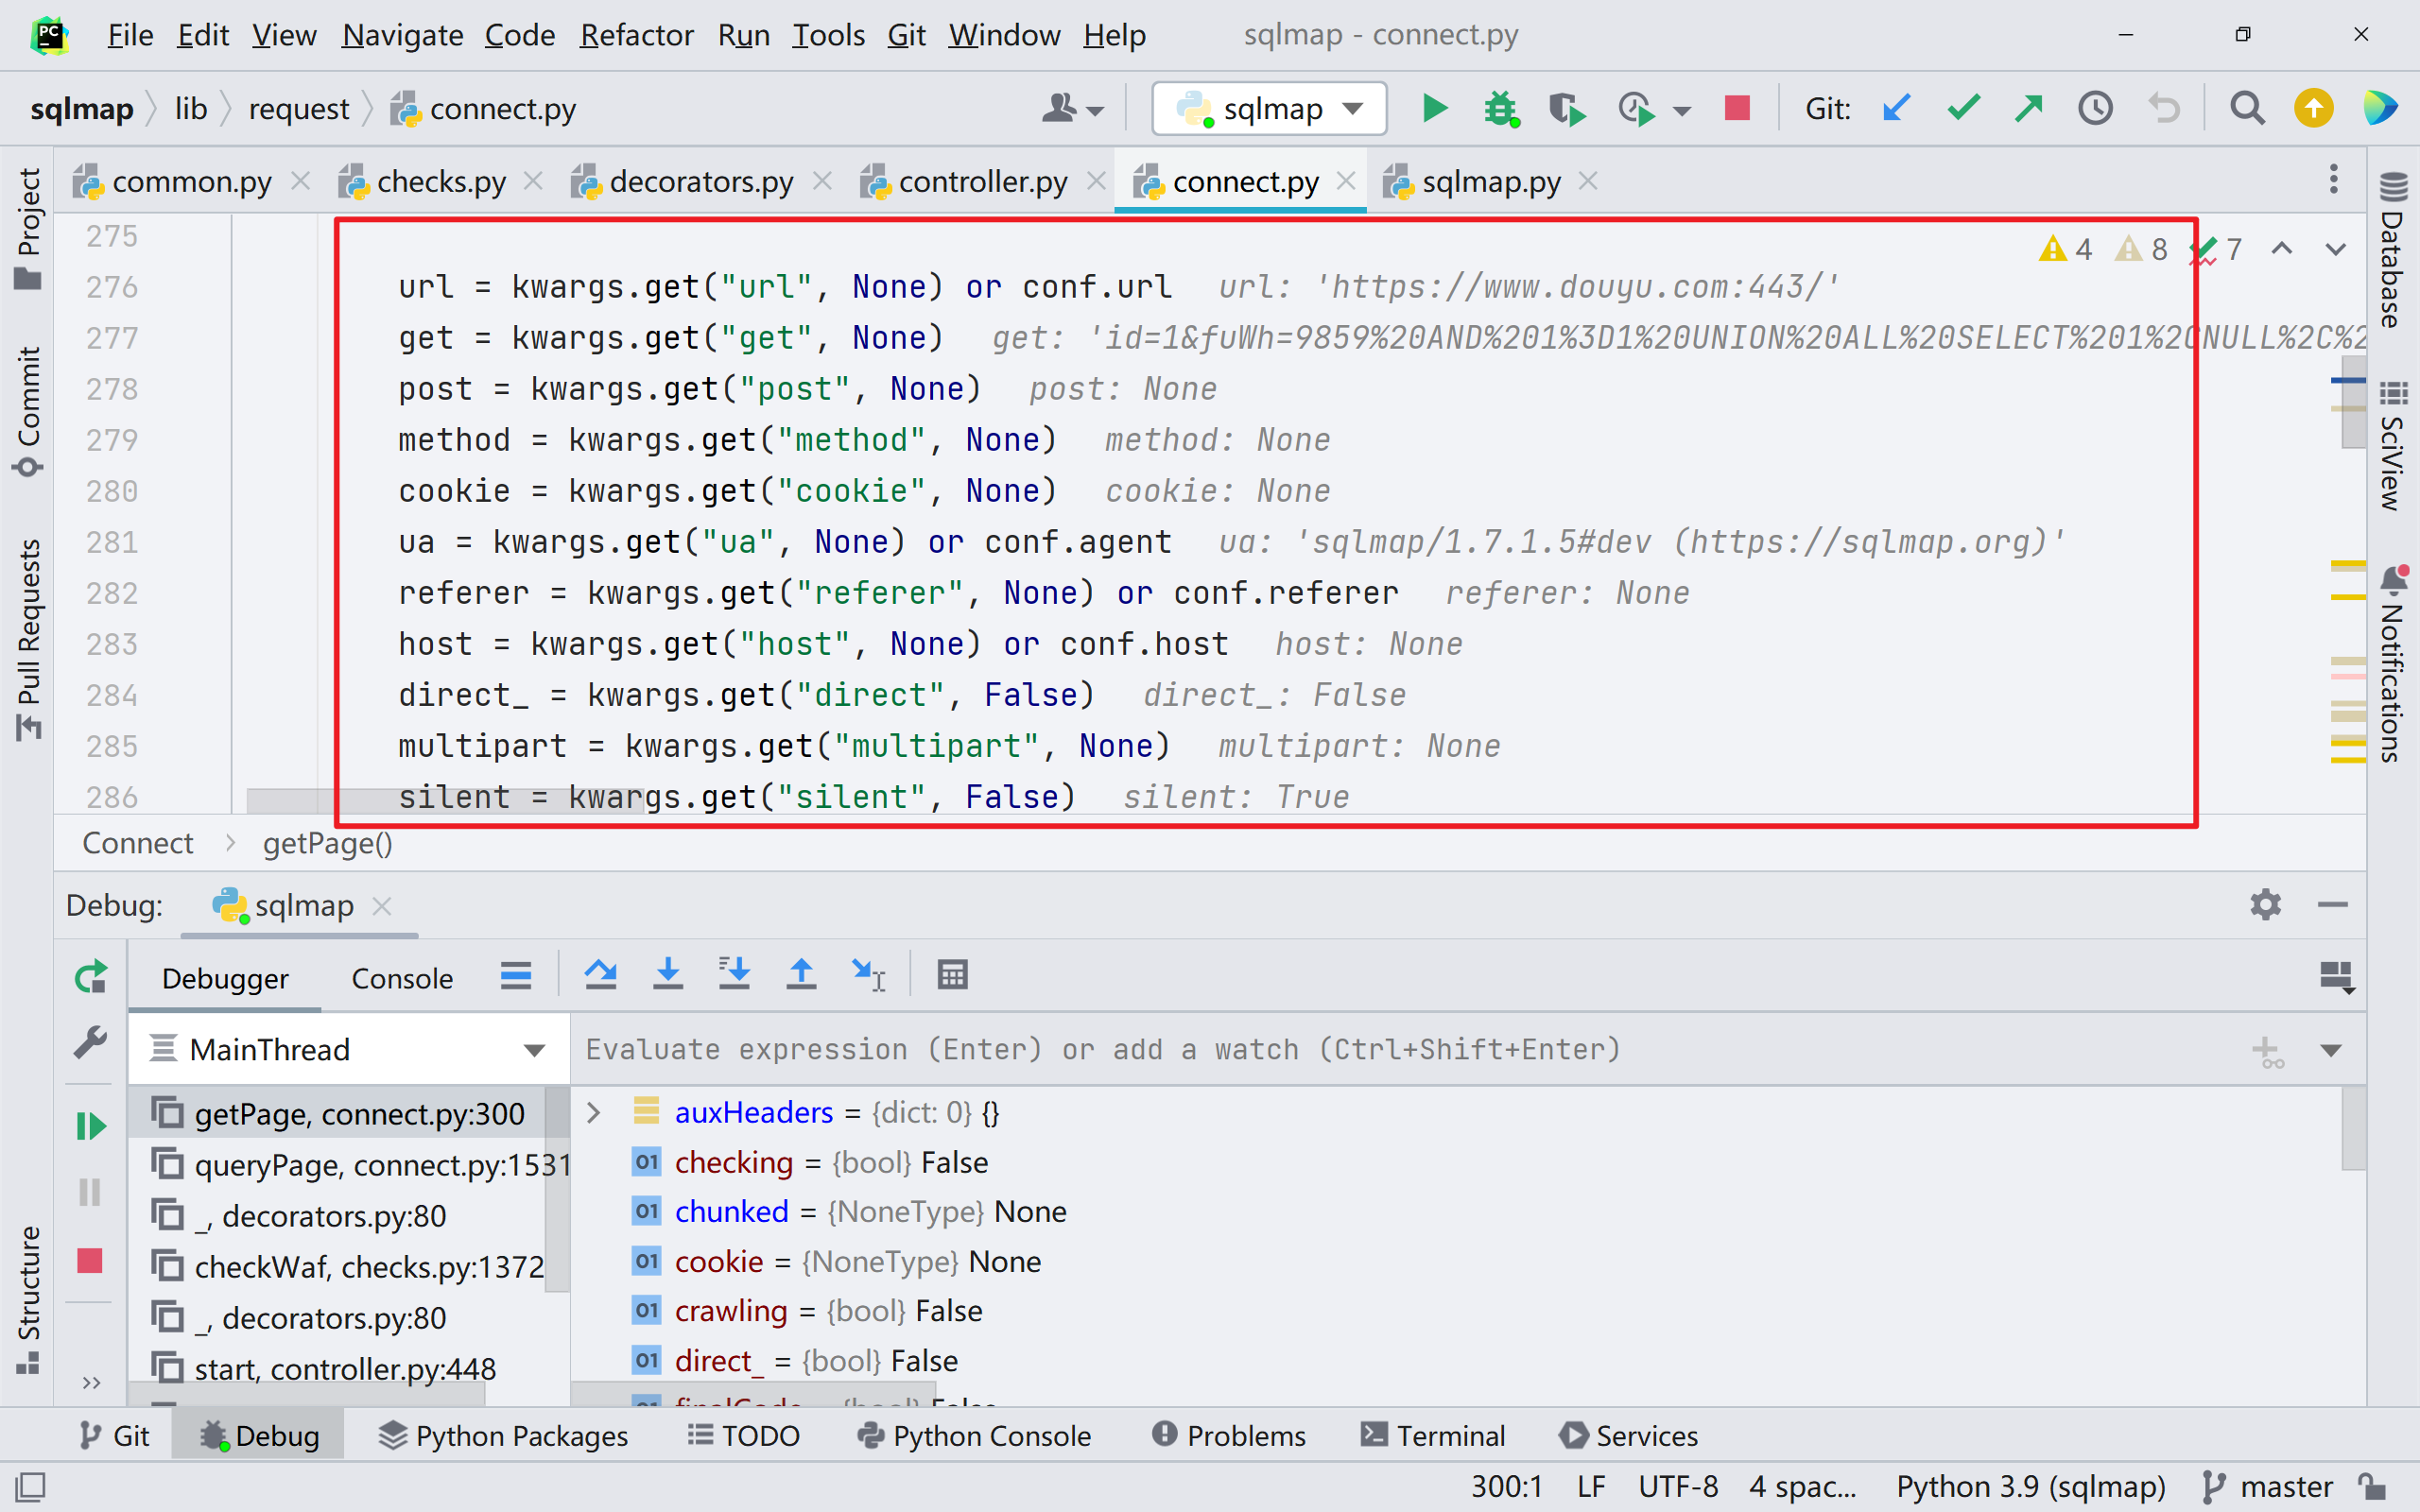 File Edit View Navigate Code Refactor Run Tools Git Window Help sqlmap - connect.py
sqlmap lib request connect.py sqlmap Git:
common.py checks.py decorators.py controller.py connect.py sqlmap.py
275
4 8 7
276 url = kwargs.get("url", None) or conf.url url: 'https://www.douyu.com:443/'
277 get = kwargs.get("get", None) get: 'id=1&fuWh=9859%20AND%201%3D1%20UNION%20ALL%20SELECT%201%2CNULL%2C%2
278 post = kwargs.get("post", None) post: None
279 method = kwargs.get("method", None) method: None
280 cookie = kwargs.get("cookie", None) cookie: None
281 ua = kwargs.get("ua", None) or conf.agent ua: 'sqlmap/1.7.1.5#dev (https://sqlmap.org)'
282 referer = kwargs.get("referer", None) or conf.referer referer: None
283 host = kwargs.get("host", None) or conf.host host: None
284 direct_ = kwargs.get("direct", False) direct_: False
285 multipart = kwargs.get("multipart", None) multipart: None
286 silent = kwargs.get("silent", False) silent: True
Connect getPage()
Project
Commit
Pull Requests
Structure
Database
SciView
Notifications
Debug: sqlmap
Debugger Console
MainThread
Evaluate expression (Enter) or add a watch (Ctrl+Shift+Enter)
getPage, connect.py:300
queryPage, connect.py:1531
_, decorators.py:80
checkWaf, checks.py:1372
_, decorators.py:80
start, controller.py:448
auxHeaders = {dict: 0} {}
01 checking = {bool} False
01 chunked = {NoneType} None
01 cookie = {NoneType} None
01 crawling = {bool} False
01 direct_ = {bool} False
finalCode = {bool} False
Git Debug Python Packages TODO Python Console Problems Terminal Services
300:1 LF UTF-8 4 spac... Python 3.9 (sqlmap) master